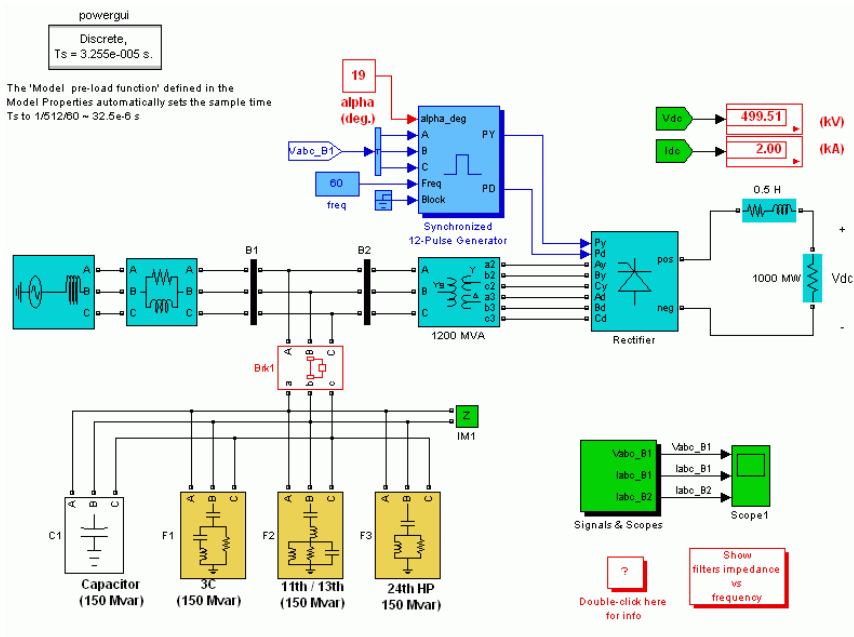 powergui
Discrete,
Ts = 3.255e-005 s.
The 'Model pre-load function' defined in the
Model Properties automatically sets the sample time
Ts to 1/512/60 ~ 32.5e-6 s
19
alpha
(deg.)
Vabc_B1
60
freq
alpha_deg
A
B
C
Freq
Block
PY
PD
Synchronized
12-Pulse Generator
Vdc
499.51
(kV)
Idc
2.00
(kA)
0.5 H
+
1000 MW
Vdc
-
A
B
C
A
B
C
A
B
C
B1
B2
A
B
C
Yg
Y
Δ
a2
b2
c2
a3
b3
c3
1200 MVA
Py
Pd
Ay
By
Cy
Ad
Bd
Cd
pos
neg
Rectifier
Brk1
A
B
C
a
b
c
Z
IM1
A
B
C
C1
Capacitor
(150 Mvar)
A
B
C
F1
3C
(150 Mvar)
A
B
C
F2
11th / 13th
(150 Mvar)
A
B
C
F3
24th HP
150 Mvar)
Vabc_B1
Iabc_B1
Iabc_B2
Signals & Scopes
Vabc_B1
Iabc_B1
Iabc_B2
Scope1
?
Double-click here
for info
Show
filters impedance
vs
frequency